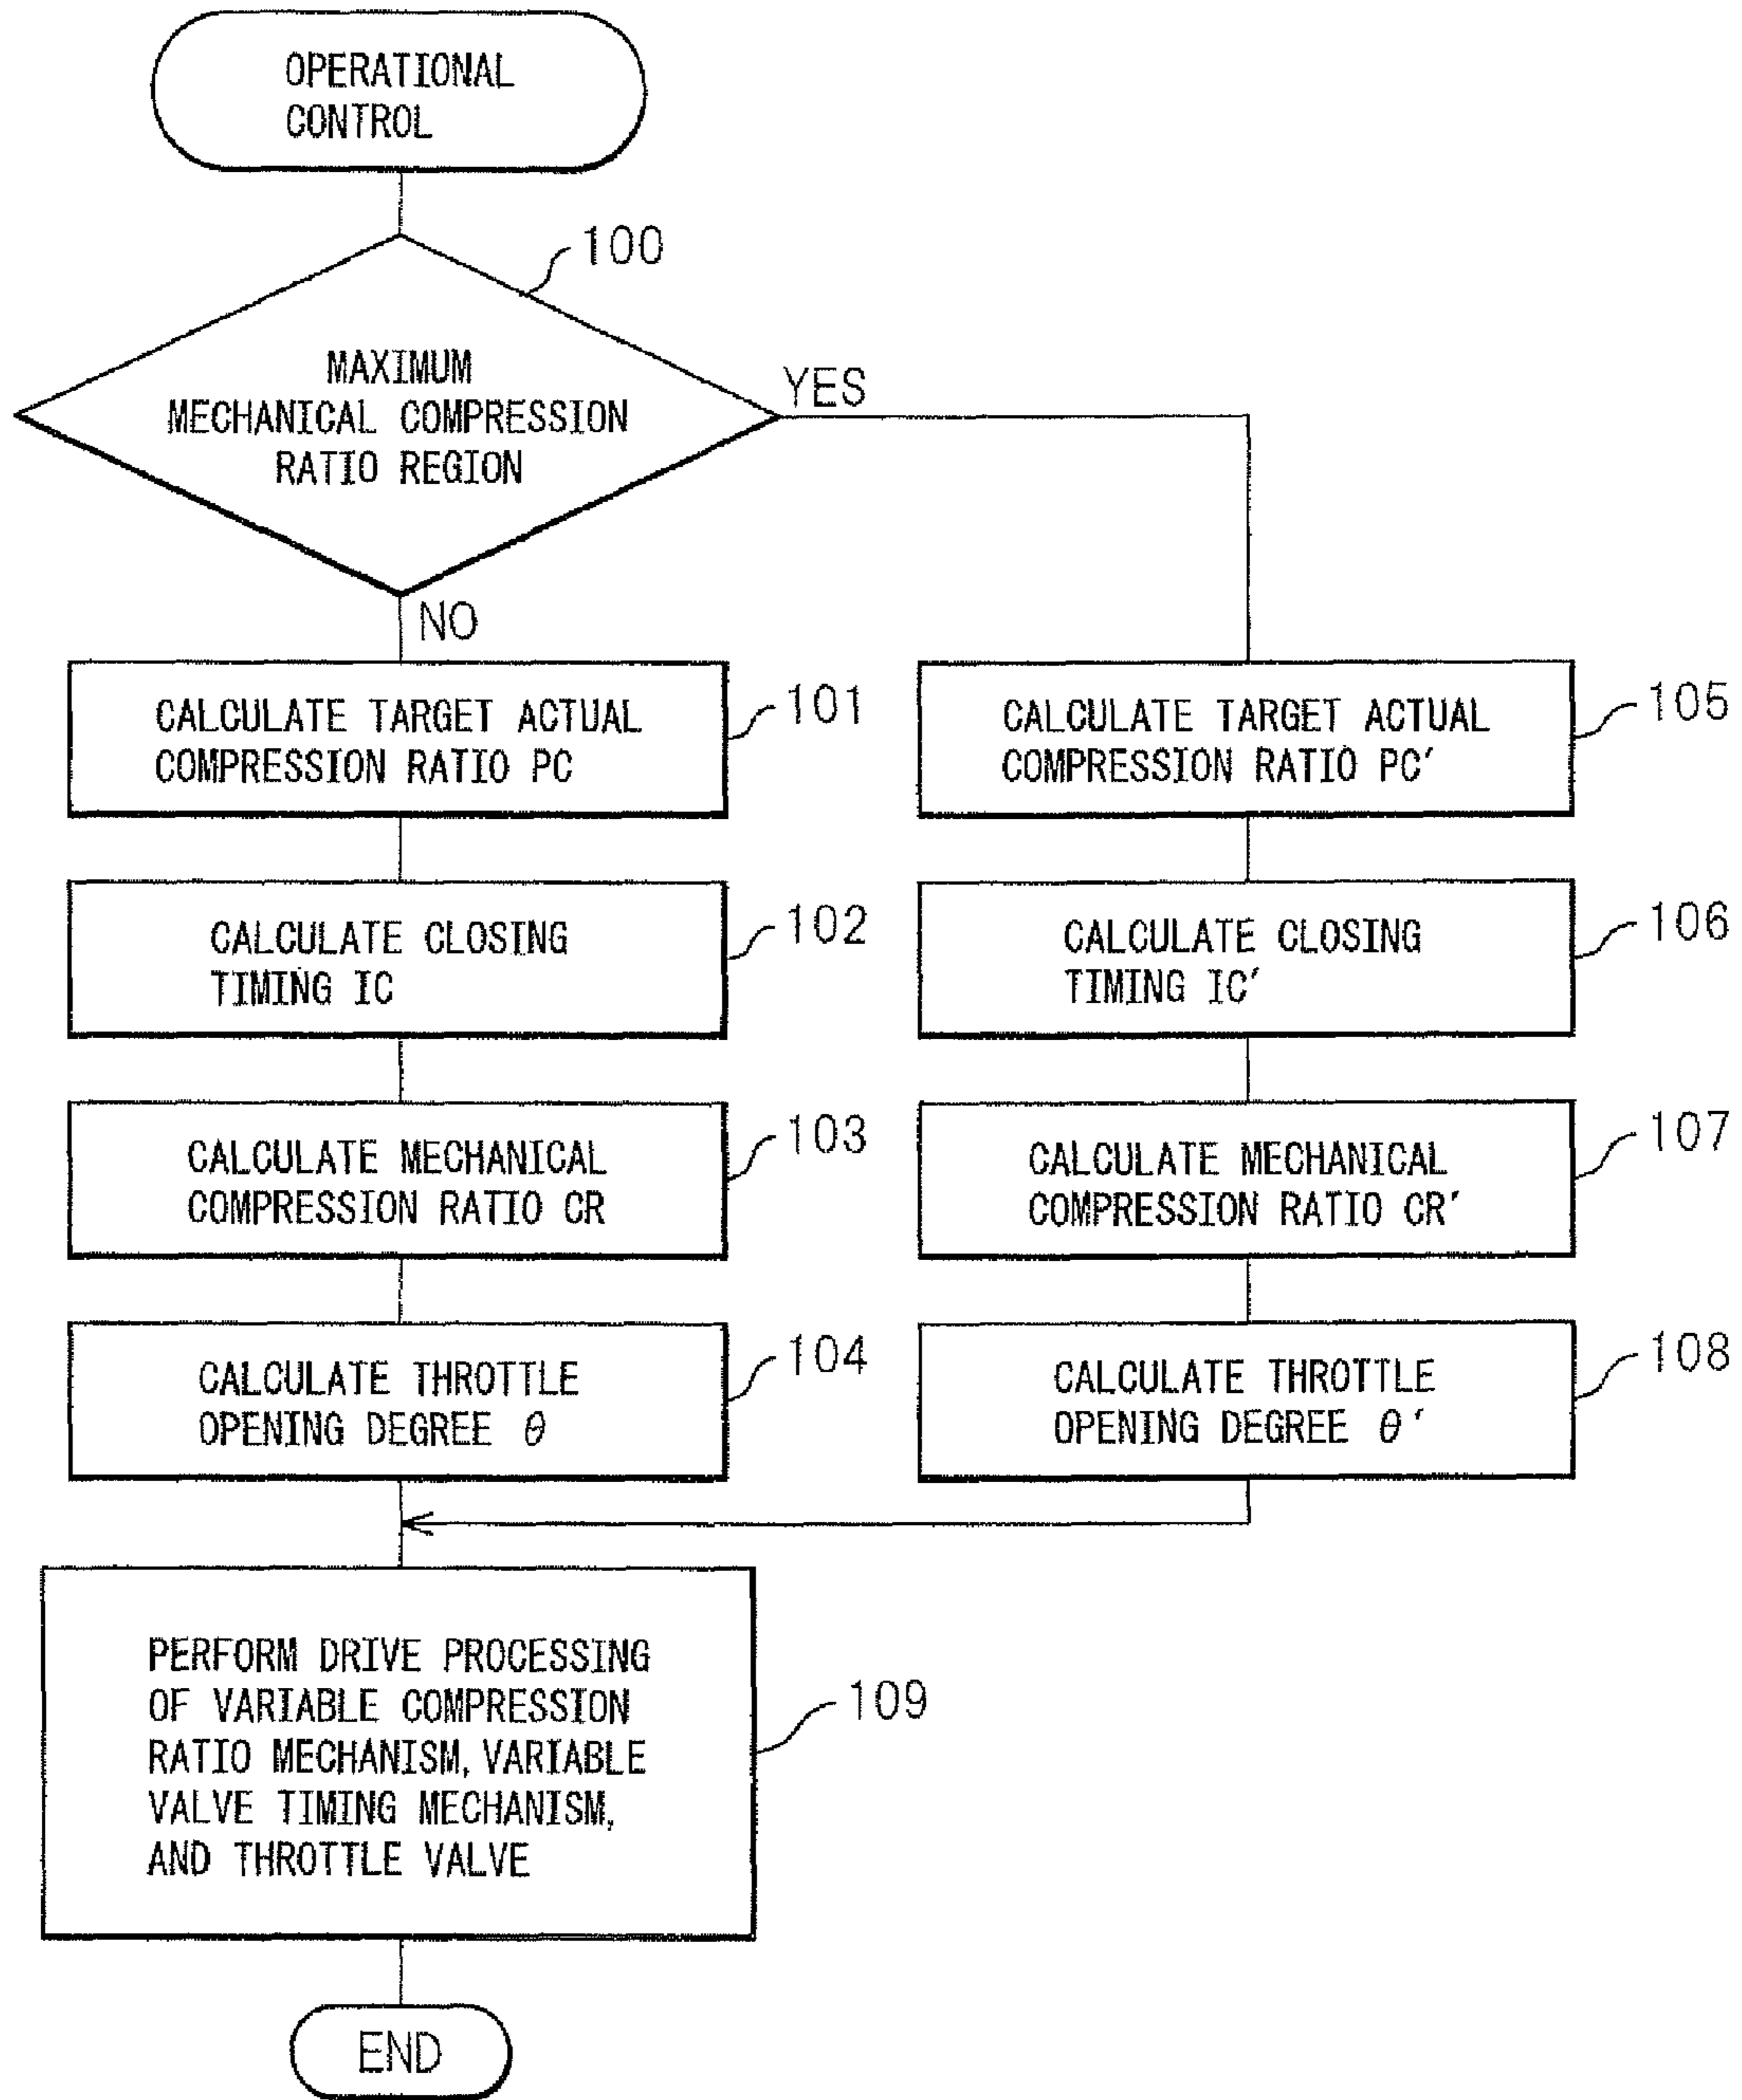 OPERATIONAL
CONTROL
100
MAXIMUM
MECHANICAL COMPRESSION
RATIO REGION
YES
NO
CALCULATE TARGET ACTUAL
COMPRESSION RATIO PC
101
CALCULATE CLOSING
TIMING IC
102
CALCULATE MECHANICAL
COMPRESSION RATIO CR
103
CALCULATE THROTTLE
OPENING DEGREE θ
104
CALCULATE TARGET ACTUAL
COMPRESSION RATIO PC′
105
CALCULATE CLOSING
TIMING IC′
106
CALCULATE MECHANICAL
COMPRESSION RATIO CR′
107
CALCULATE THROTTLE
OPENING DEGREE θ′
108
PERFORM DRIVE PROCESSING
OF VARIABLE COMPRESSION
RATIO MECHANISM, VARIABLE
VALVE TIMING MECHANISM,
AND THROTTLE VALVE
109
END